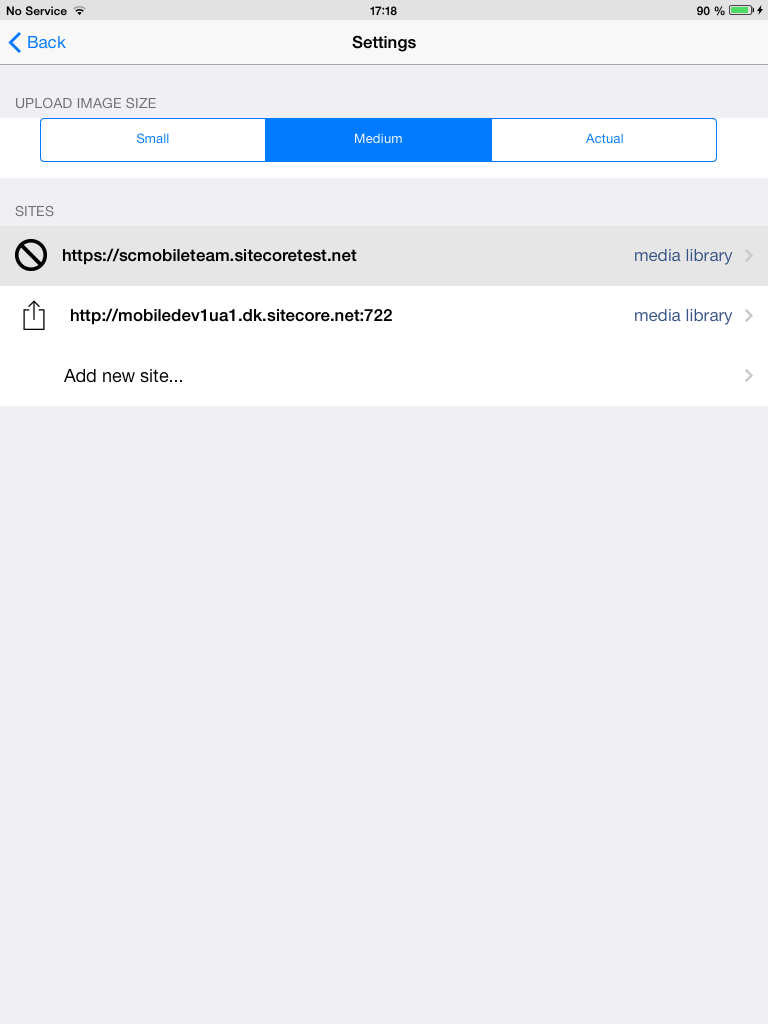 No Service 17:18 90 %
Back Settings
UPLOAD IMAGE SIZE
Small Medium Actual
SITES
https://scmobileteam.sitecoretest.net media library
http://mobiledev1ua1.dk.sitecore.net:722 media library
Add new site...